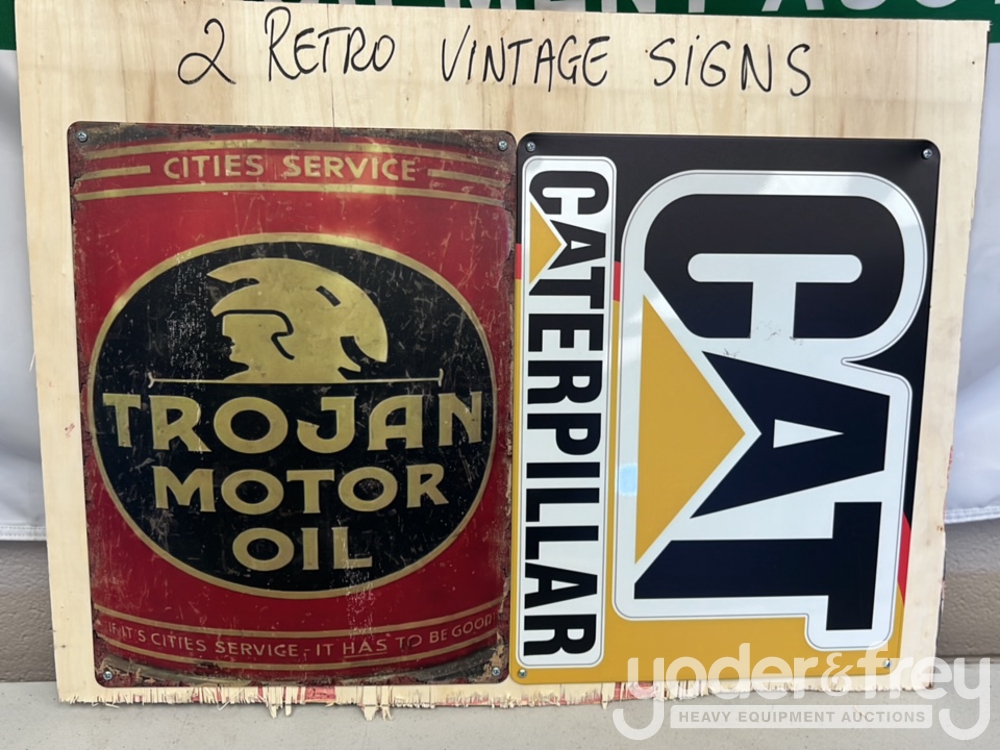 2 RETRO VINTAGE SIGNS
CITIES SERVICE
TROJAN
MOTOR
OIL
IF IT'S CITIES SERVICE - IT HAS TO BE GOOD!
CATERPILLAR
CAT
yoder&frey
HEAVY EQUIPMENT AUCTIONS